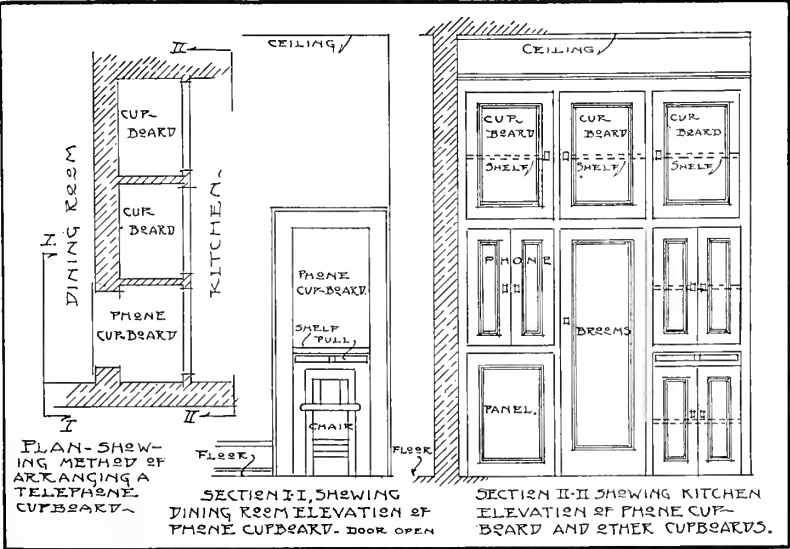 II
CUP-
BOARD
CUP
BOARD
PHONE
CUPBOARD
DINING ROOM
KITCHEN
I
I
II
PLAN-SHOW-
ING METHOD OF
ARRANGING A
TELEPHONE
CUPBOARD~
CEILING
PHONE
CUPBOARD.
SHELF
PULL
CHAIR
FLOOR
SECTION I-I, SHOWING
DINING ROOM ELEVATION OF
PHONE CUPBOARD. DOOR OPEN
CEILING
CUP
BOARD
SHELF
CUP
BOARD
SHELF
CUP
BOARD
SHELF
PHONE
BROOMS
PANEL.
FLOOR
SECTION II-II SHOWING KITCHEN
ELEVATION OF PHONE CUP-
BOARD AND OTHER CUPBOARDS.